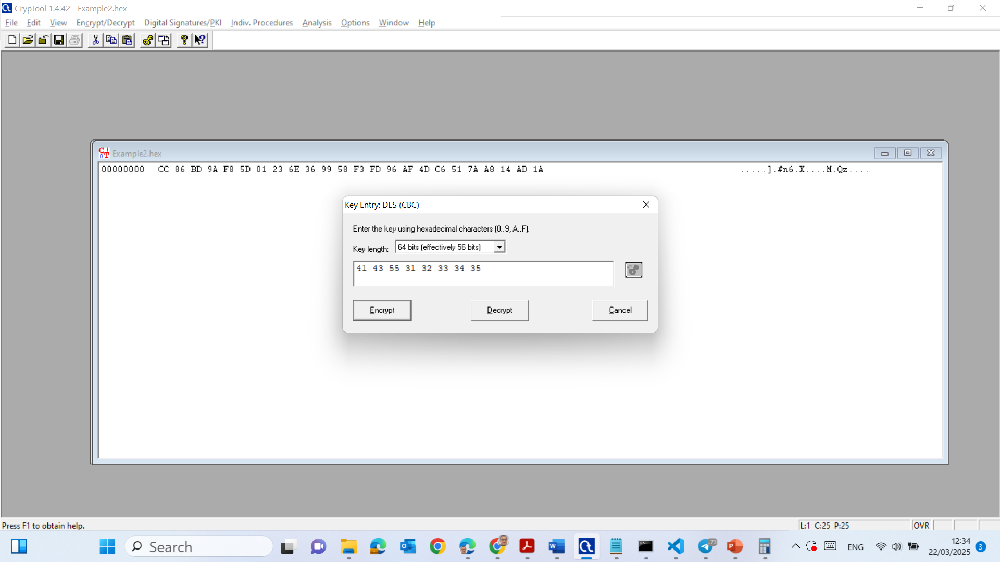 CrypTool 1.4.42 - Example2.hex
File Edit View Encrypt/Decrypt Digital Signatures/PKI Indiv. Procedures Analysis Options Window Help
Example2.hex
00000000 CC 86 BD 9A F8 5D 01 23 6E 36 99 58 F3 FD 96 AF 4D C6 51 7A A8 14 AD 1A .....].#n6.X....M.Qz....
Key Entry: DES (CBC)
Enter the key using hexadecimal characters (0..9, A..F).
Key length: 64 bits (effectively 56 bits)
41 43 55 31 32 33 34 35
Encrypt Decrypt Cancel
Press F1 to obtain help.
L:1 C:25 P:25 OVR
Search
73
ENG
12:34
22/03/2025
3